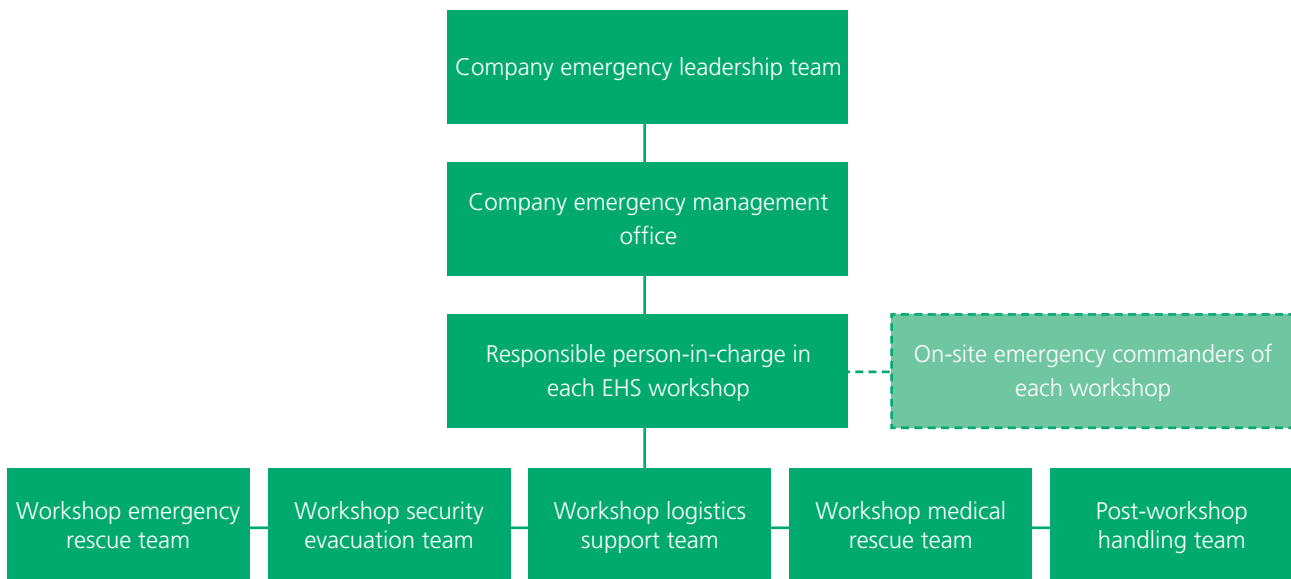 Company emergency leadership team
Company emergency management
office
Responsible person-in-charge in
each EHS workshop
On-site emergency commanders of
each workshop
Workshop emergency
rescue team
Workshop security
evacuation team
Workshop logistics
support team
Workshop medical
rescue team
Post-workshop
handling team